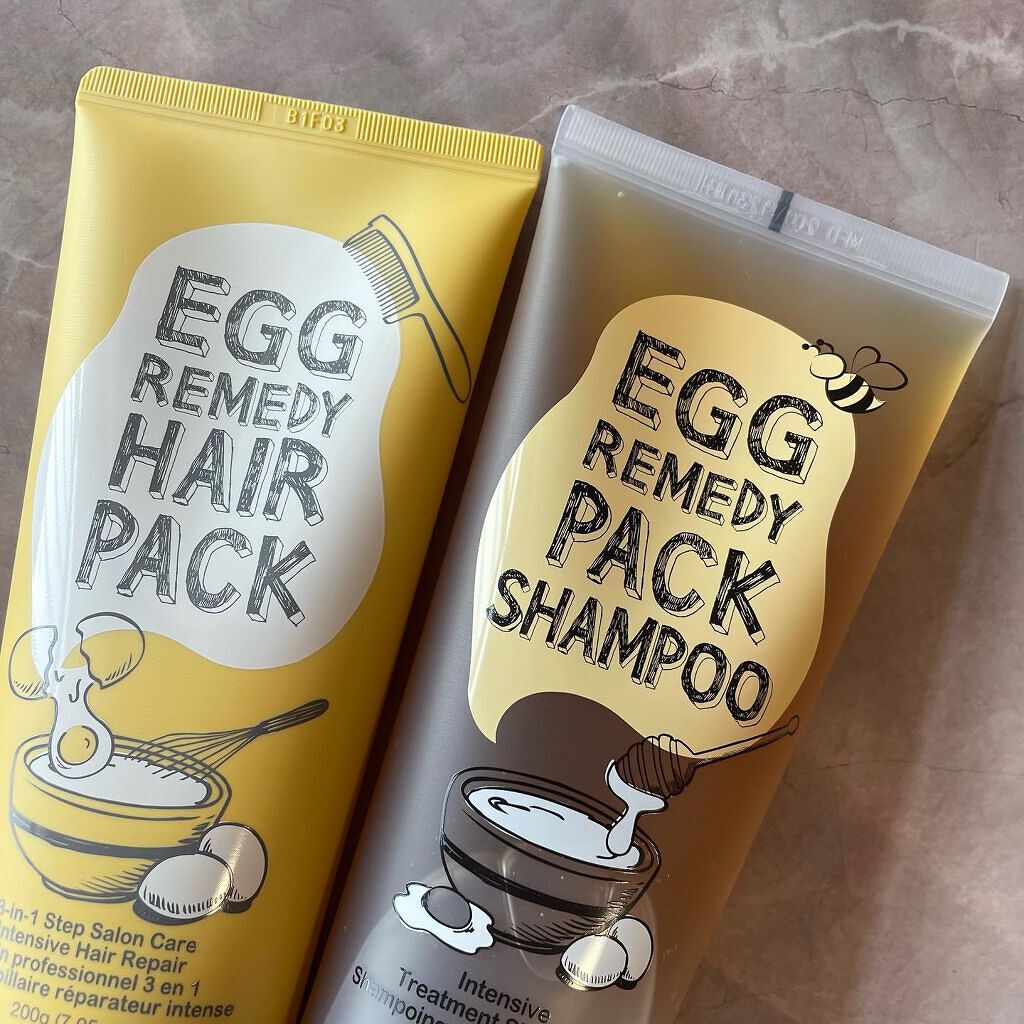 B1F03
EGG
REMEDY
HAIR
PACK
3-in-1 Step Salon Care
Intensive Hair Repair
professionnel 3 en 1
réparateur intense
200g
EGG
REMEDY
PACK
SHAMPOO
Intensive
Treatment